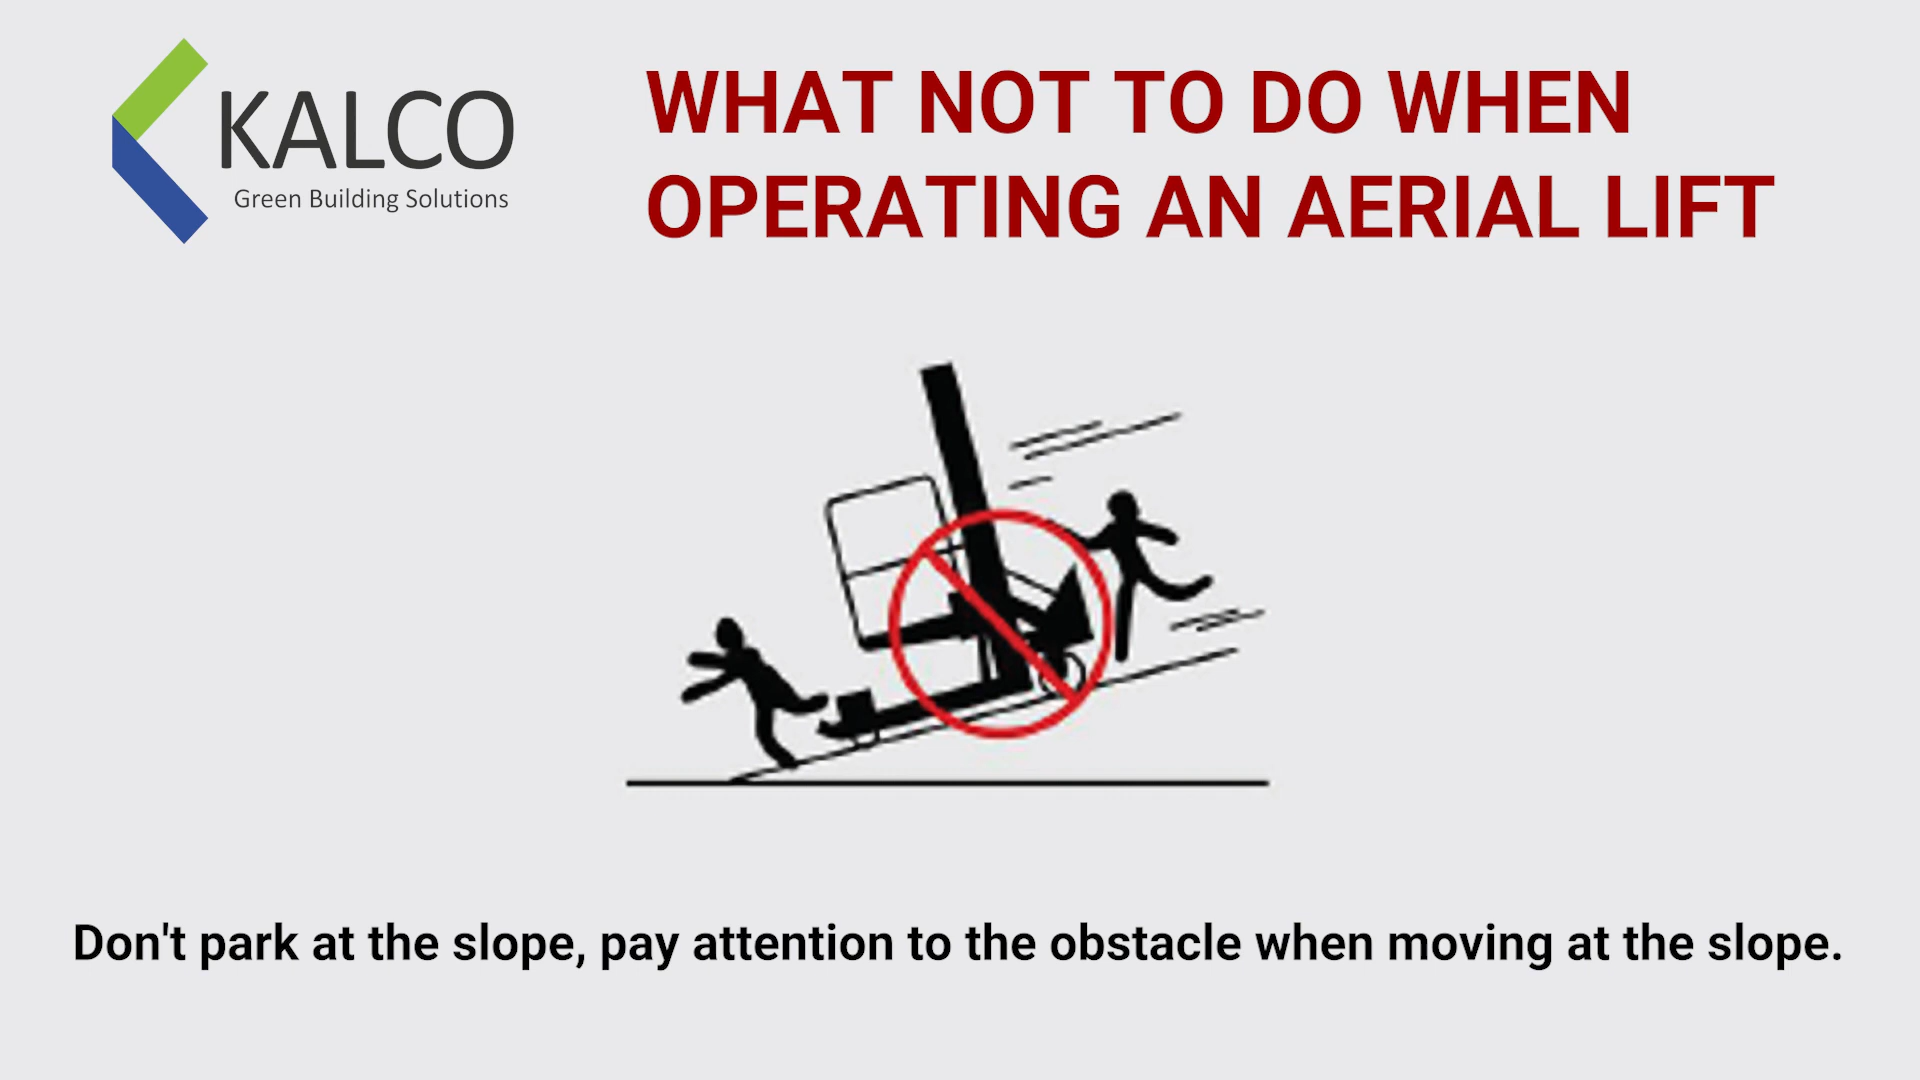 KALCO
Green Building Solutions
WHAT NOT TO DO WHEN
OPERATING AN AERIAL LIFT
Don't park at the slope, pay attention to the obstacle when moving at the slope.